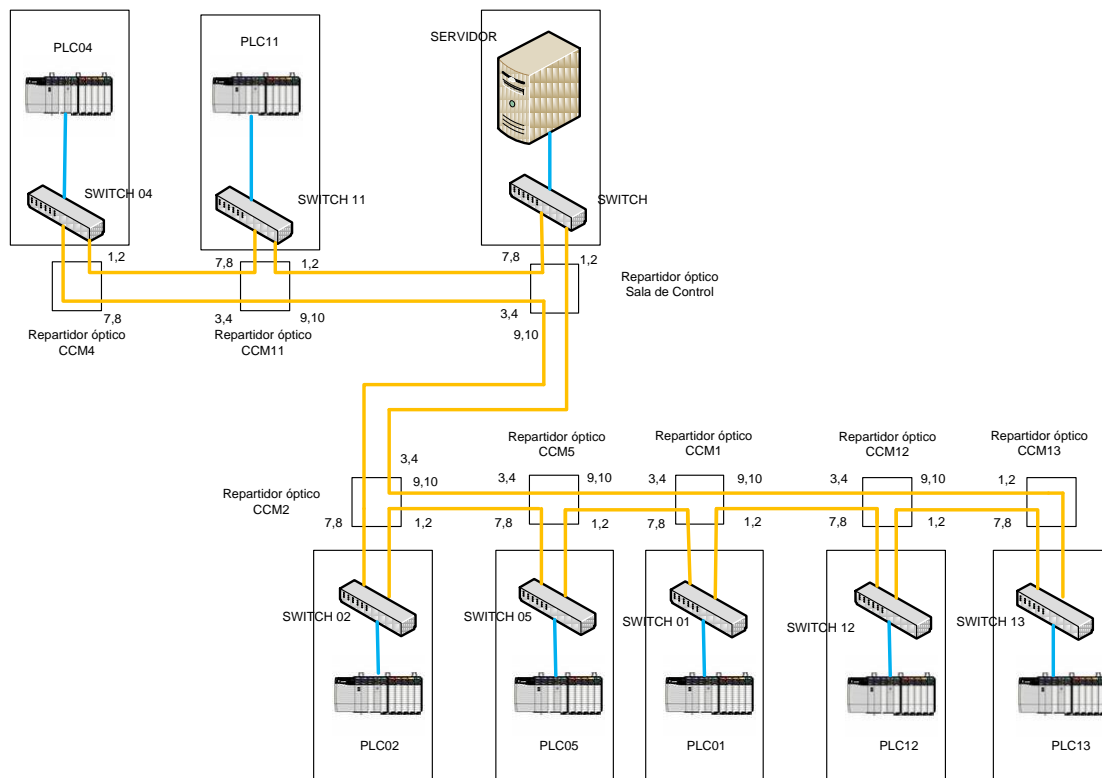 PLC04
PLC11
SERVIDOR
SWITCH 04
SWITCH 11
SWITCH
1,2
7,8
1,2
7,8
1,2
Repartidor óptico
Sala de Control
7,8
3,4
9,10
3,4
9,10
Repartidor óptico
CCM4
Repartidor óptico
CCM11
Repartidor óptico
CCM5
Repartidor óptico
CCM1
Repartidor óptico
CCM12
Repartidor óptico
CCM13
3,4
9,10
3,4
9,10
3,4
9,10
3,4
9,10
1,2
Repartidor óptico
CCM2
7,8
1,2
7,8
1,2
7,8
1,2
7,8
1,2
7,8
SWITCH 02
SWITCH 05
SWITCH 01
SWITCH 12
SWITCH 13
PLC02
PLC05
PLC01
PLC12
PLC13